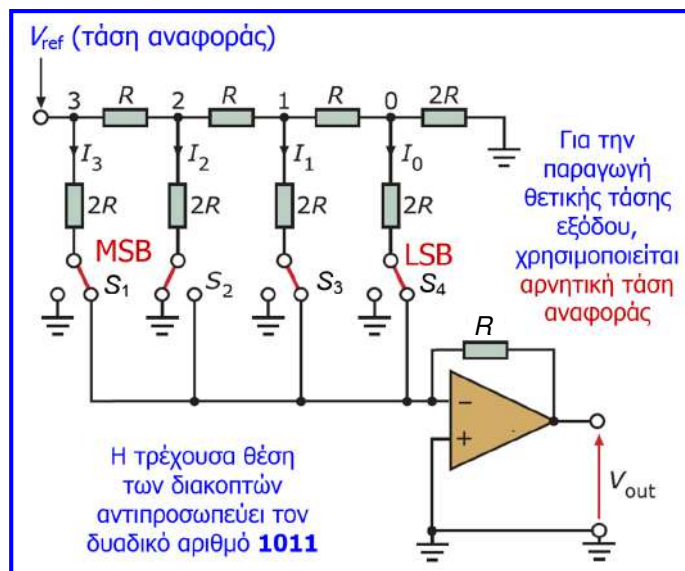 Vref (τάση αναφοράς)
3 R 2 R 1 R 0 2R
I3 I2 I1 I0
2R 2R 2R 2R
MSB LSB
S1 S2 S3 S4
Για την
παραγωγή
θετικής τάσης
εξόδου,
χρησιμοποιείται
αρνητική τάση
αναφοράς
R
−
+
Vout
Η τρέχουσα θέση
των διακοπτών
αντιπροσωπεύει τον
δυαδικό αριθμό 1011